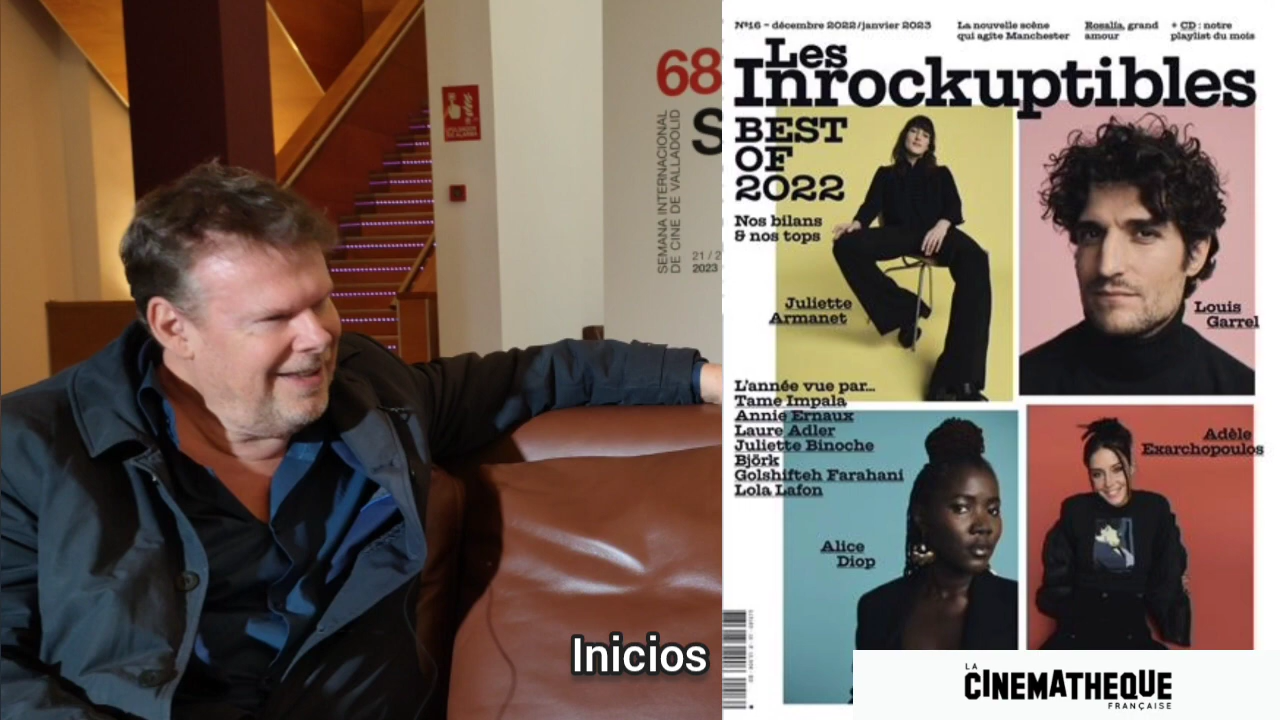 68
S
SEMANA INTERNACIONAL
DE CINE DE VALLADOLID
21 / 2
2023
Inicios
Nº16 – décembre 2022/janvier 2023
La nouvelle scène
qui agite Manchester
Rosalía, grand
amour
+ CD : notre
playlist du mois
Les
Inrockuptibles
BEST
OF
2022
Nos bilans
& nos tops
Juliette
Armanet
Louis
Garrel
L'année vue par...
Tame Impala
Annie Ernaux
Laure Adler
Juliette Binoche
Björk
Golshifteh Farahani
Lola Lafon
Adèle
Exarchopoulos
Alice
Diop
LA
CINEMATHEQUE
FRANÇAISE